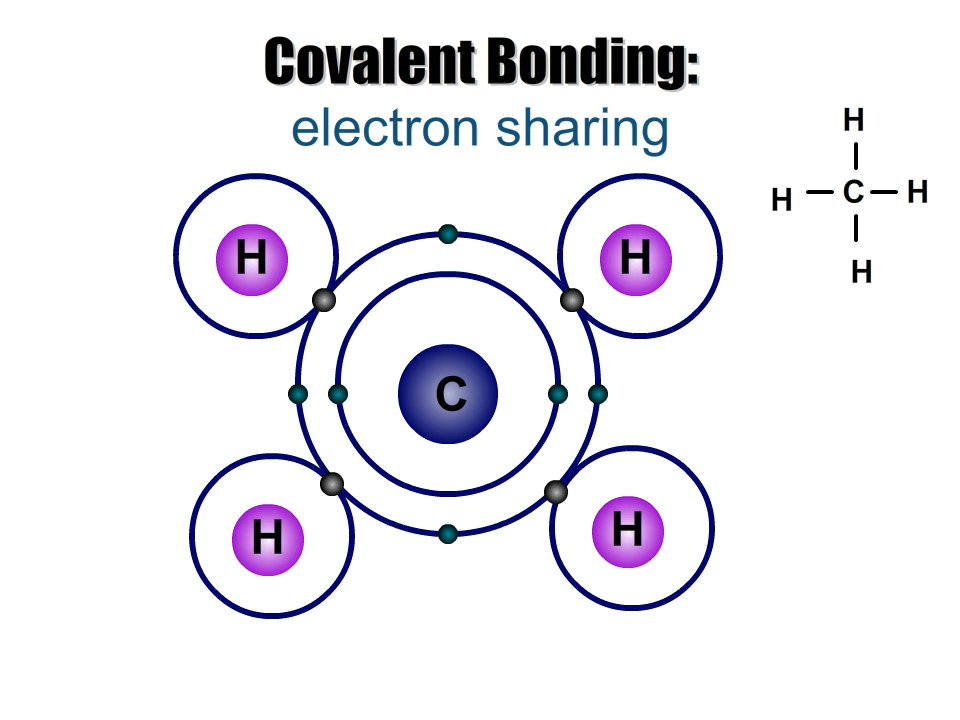 Covalent Bonding:
electron sharing
H
H C H
H
H H
C
H H